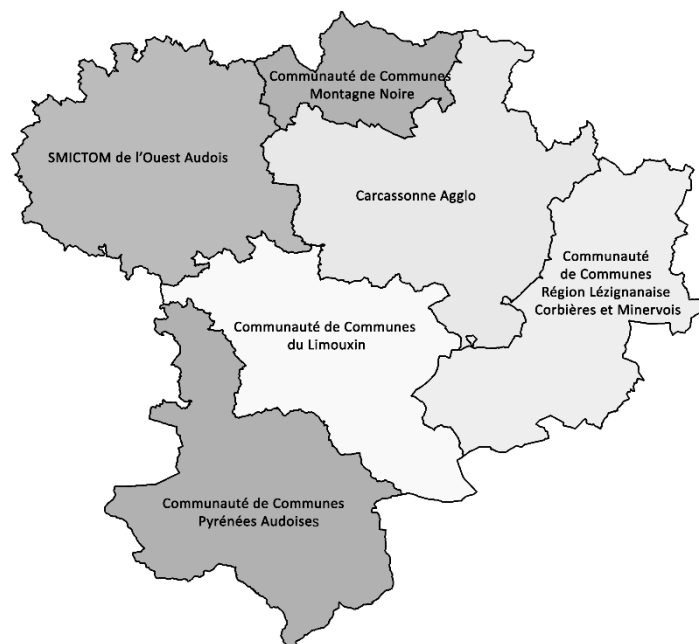 Communauté de Communes
Montagne Noire
SMICTOM de l'Ouest Audois
Carcassonne Agglo
Communauté
de Communes
Région Lézignanaise
Corbières et Minervois
Communauté de Communes
du Limouxin
Communauté de Communes
Pyrénées Audoises